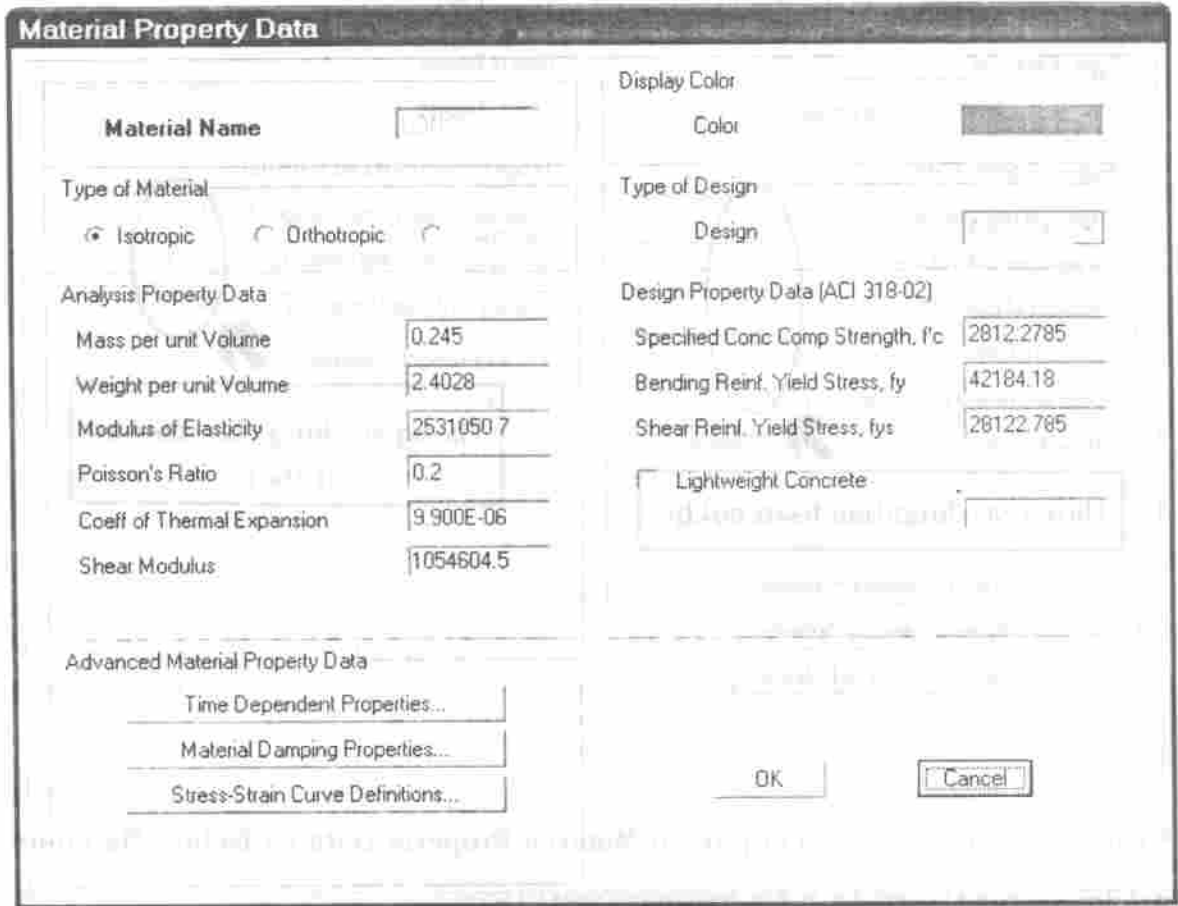 Material Property Data
Material Name
Type of Material
Isotropic Orthotropic
Analysis Property Data
Mass per unit Volume 0.245
Weight per unit Volume 2.4028
Modulus of Elasticity 2531050.7
Poisson's Ratio 0.2
Coeff of Thermal Expansion 9.900E-06
Shear Modulus 1054604.5
Advanced Material Property Data
Time Dependent Properties...
Material Damping Properties...
Stress-Strain Curve Definitions...
Display Color
Color
Type of Design
Design
Design Property Data (ACI 318-02)
Specified Conc Comp Strength, f'c 2812.2785
Bending Reinf. Yield Stress, fy 42184.18
Shear Reinf. Yield Stress, fys 28122.785
Lightweight Concrete
OK Cancel